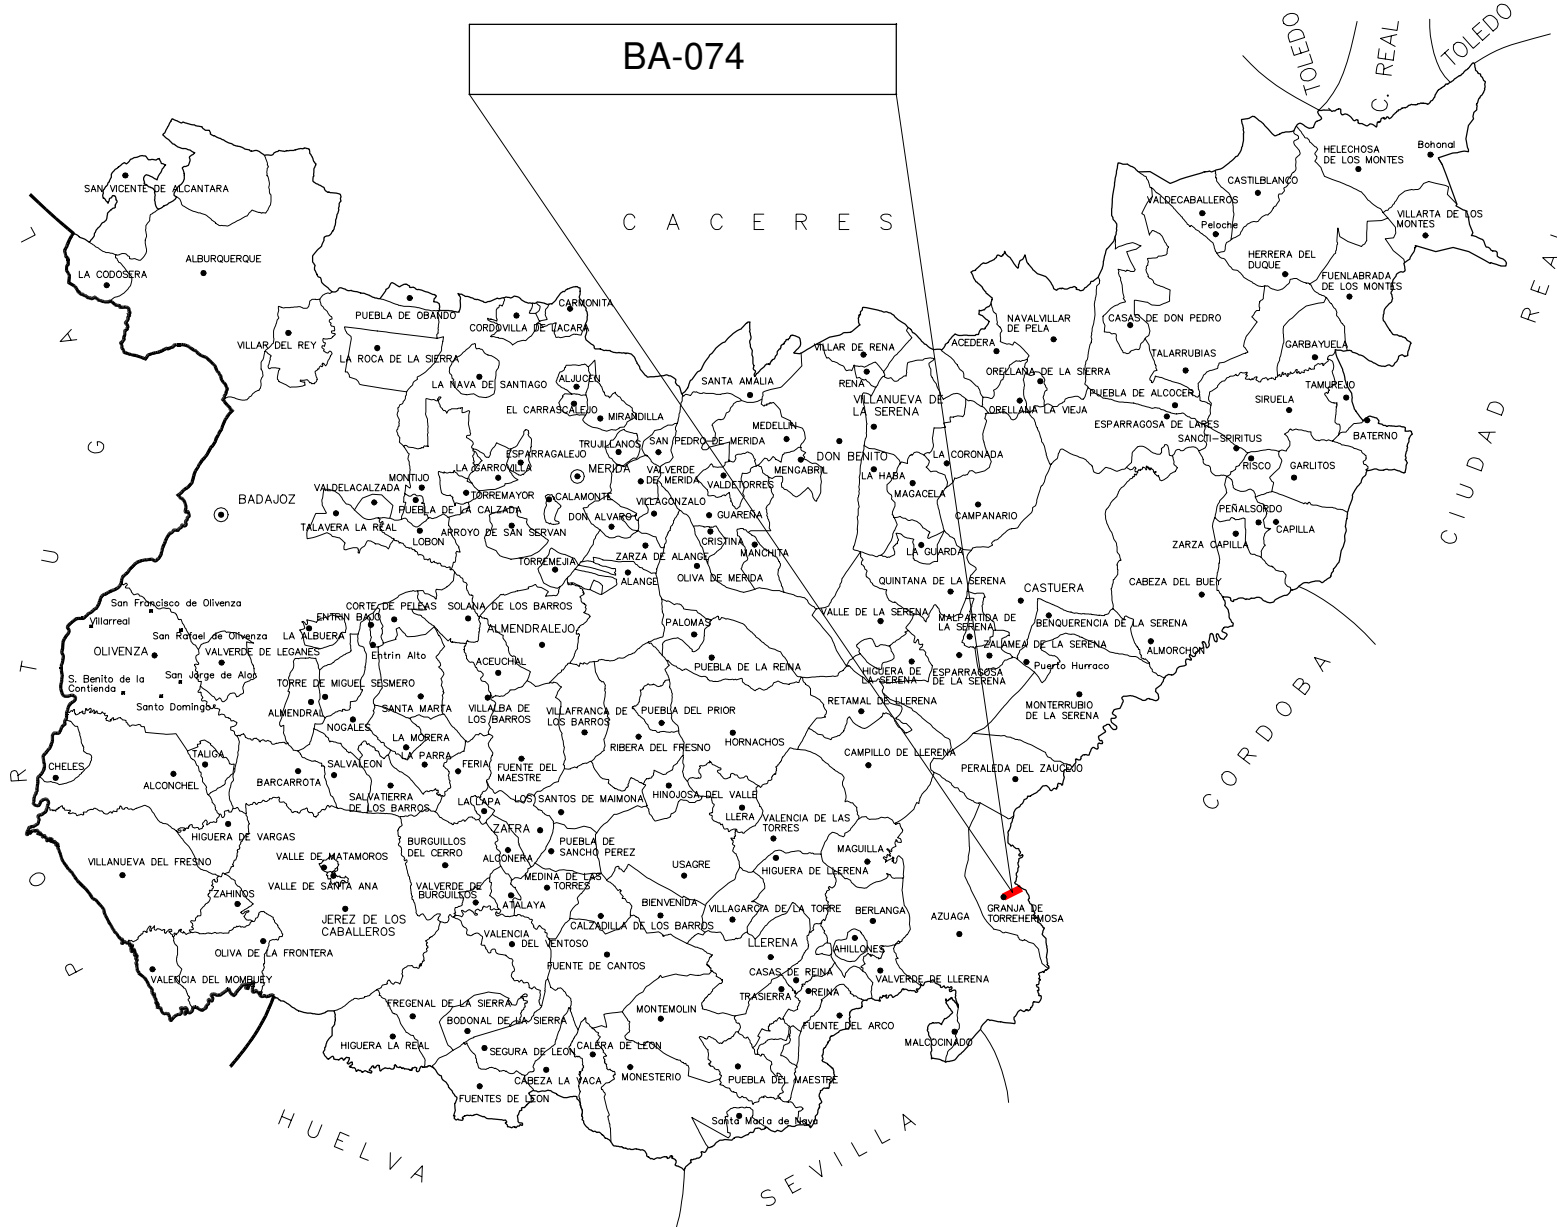 BA-074
TOLEDO
C. REAL
TOLEDO
CACERES
CIUDAD REAL
CORDOBA
SEVILLA
HUELVA
PORTUGAL
SAN VICENTE DE ALCANTARA
ALBURQUERQUE
LA CODOSERA
HELECHOSA
DE LOS MONTES
Bohonal
CASTILBLANCO
VALDECABALLEROS
Peloche
VILLARTA DE LOS
MONTES
HERRERA DEL
DUQUE
FUENLABRADA
DE LOS MONTES
PUEBLA DE OBANDO
CORDOVILLA DE LACARA
CARMONITA
VILLAR DEL REY
LA ROCA DE LA SIERRA
LA NAVA DE SANTIAGO
ALJUCEN
EL CARRASCALEJO
MIRANDILLA
SANTA AMALIA
VILLAR DE RENA
RENA
VILLANUEVA DE
LA SERENA
NAVALVILLAR
DE PELA
ACEDERA
CASAS DE DON PEDRO
TALARRUBIAS
GARBAYUELA
ORELLANA DE LA SIERRA
ORELLANA LA VIEJA
PUEBLA DE ALCOCER
ESPARRAGOSA DE LARES
TAMUREJO
SIRUELA
BATERNO
SANCTI-SPIRITUS
RISCO
GARLITOS
MEDELLIN
MENGABRIL
DON BENITO
TRUJILLANOS
SAN PEDRO DE MERIDA
ESPARRAGALEJO
LA GARROVILLA
MERIDA
VALVERDE
DE MERIDA
VALDETORRES
LA CORONADA
LA HABA
MAGACELA
CAMPANARIO
MONTIJO
VALDELACALZADA
TORREMAYOR
PUEBLA DE LA CALZADA
CALAMONTE
VILLAGONZALO
GUAREÑA
BADAJOZ
TALAVERA LA REAL
LOBON
ARROYO DE SAN SERVAN
DON ALVARO
CRISTINA
MANCHITA
LA GUARDA
PEÑALSORDO
CAPILLA
ZARZA CAPILLA
TORREMEJIA
ZARZA DE ALANGE
ALANGE
OLIVA DE MERIDA
QUINTANA DE LA SERENA
CASTUERA
CABEZA DEL BUEY
San Francisco de Olivenza
Villarreal
San Rafael de Olivenza
OLIVENZA
VALVERDE DE LEGANES
S. Benito de la
Contienda
San Jorge de Alor
Santo Domingo
CORTE DE PELEAS
ENTRIN BAJO
LA ALBUERA
Entrin Alto
SOLANA DE LOS BARROS
ALMENDRALEJO
PALOMAS
VALLE DE LA SERENA
MALPARTIDA DE
LA SERENA
BENQUERENCIA DE LA SERENA
ZALAMEA DE LA SERENA
ALMORCHON
Puerto Hurraco
PUEBLA DE LA REINA
HIGUERA DE
LA SERENA
ESPARRAGOSA
DE LA SERENA
ACEUCHAL
TORRE DE MIGUEL SESMERO
ALMENDRAL
NOGALES
SANTA MARTA
VILLALBA DE
LOS BARROS
VILLAFRANCA DE
LOS BARROS
PUEBLA DEL PRIOR
RIBERA DEL FRESNO
HORNACHOS
RETAMAL DE LLERENA
MONTERRUBIO
DE LA SERENA
CAMPILLO DE LLERENA
PERALEDA DEL ZAUCEJO
LA MORERA
LA PARRA
FERIA
FUENTE DEL
MAESTRE
CHELES
TALIGA
ALCONCHEL
BARCARROTA
SALVALEON
SALVATIERRA
DE LOS BARROS
LA LAPA
LOS SANTOS DE MAIMONA
HINOJOSA DEL VALLE
LLERA
VALENCIA DE LAS
TORRES
HIGUERA DE VARGAS
BURGUILLOS
DEL CERRO
ZAFRA
ALCONERA
PUEBLA DE
SANCHO PEREZ
MAGUILLA
HIGUERA DE LLERENA
USAGRE
VILLANUEVA DEL FRESNO
VALLE DE MATAMOROS
VALLE DE SANTA ANA
MEDINA DE LAS
TORRES
VALVERDE DE
BURGUILLOS
ATALAYA
ZAHINOS
JEREZ DE LOS
CABALLEROS
BIENVENIDA
CALZADILLA DE LOS BARROS
VILLAGARCIA DE LA TORRE
BERLANGA
AZUAGA
GRANJA DE
TORREHERMOSA
VALENCIA
DEL VENTOSO
LLERENA
AHILLONES
OLIVA DE LA FRONTERA
VALENCIA DEL MOMBUEY
FUENTE DE CANTOS
CASAS DE REINA
TRASIERRA
REINA
VALVERDE DE LLERENA
FREGENAL DE LA SIERRA
BODONAL DE LA SIERRA
MONTEMOLIN
FUENTE DEL ARCO
MALCOCINADO
HIGUERA LA REAL
SEGURA DE LEON
CALERA DE LEON
CABEZA LA VACA
MONESTERIO
PUEBLA DEL MAESTRE
FUENTES DE LEON
Santa Maria de Nava